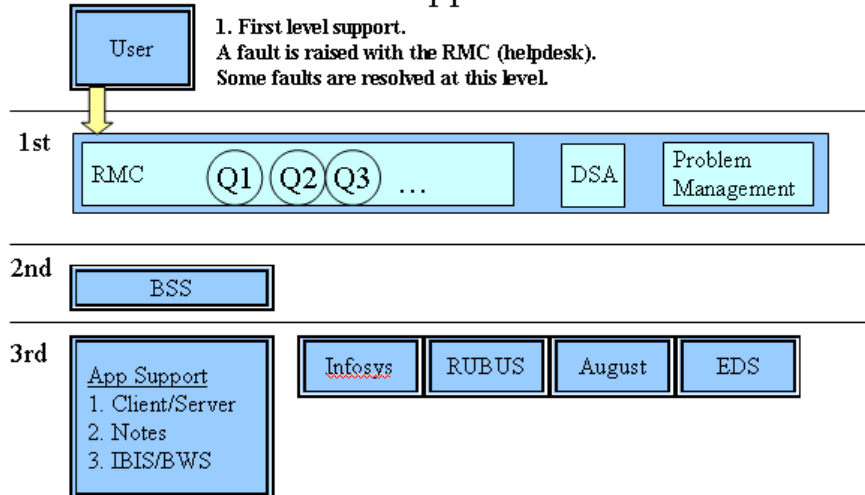 User
1. First level support.
A fault is raised with the RMC (helpdesk).
Some faults are resolved at this level.
1st
RMC
Q1
Q2
Q3
...
DSA
Problem
Management
2nd
BSS
3rd
App Support
1. Client/Server
2. Notes
3. IBIS/BWS
Infosys
RUBUS
August
EDS